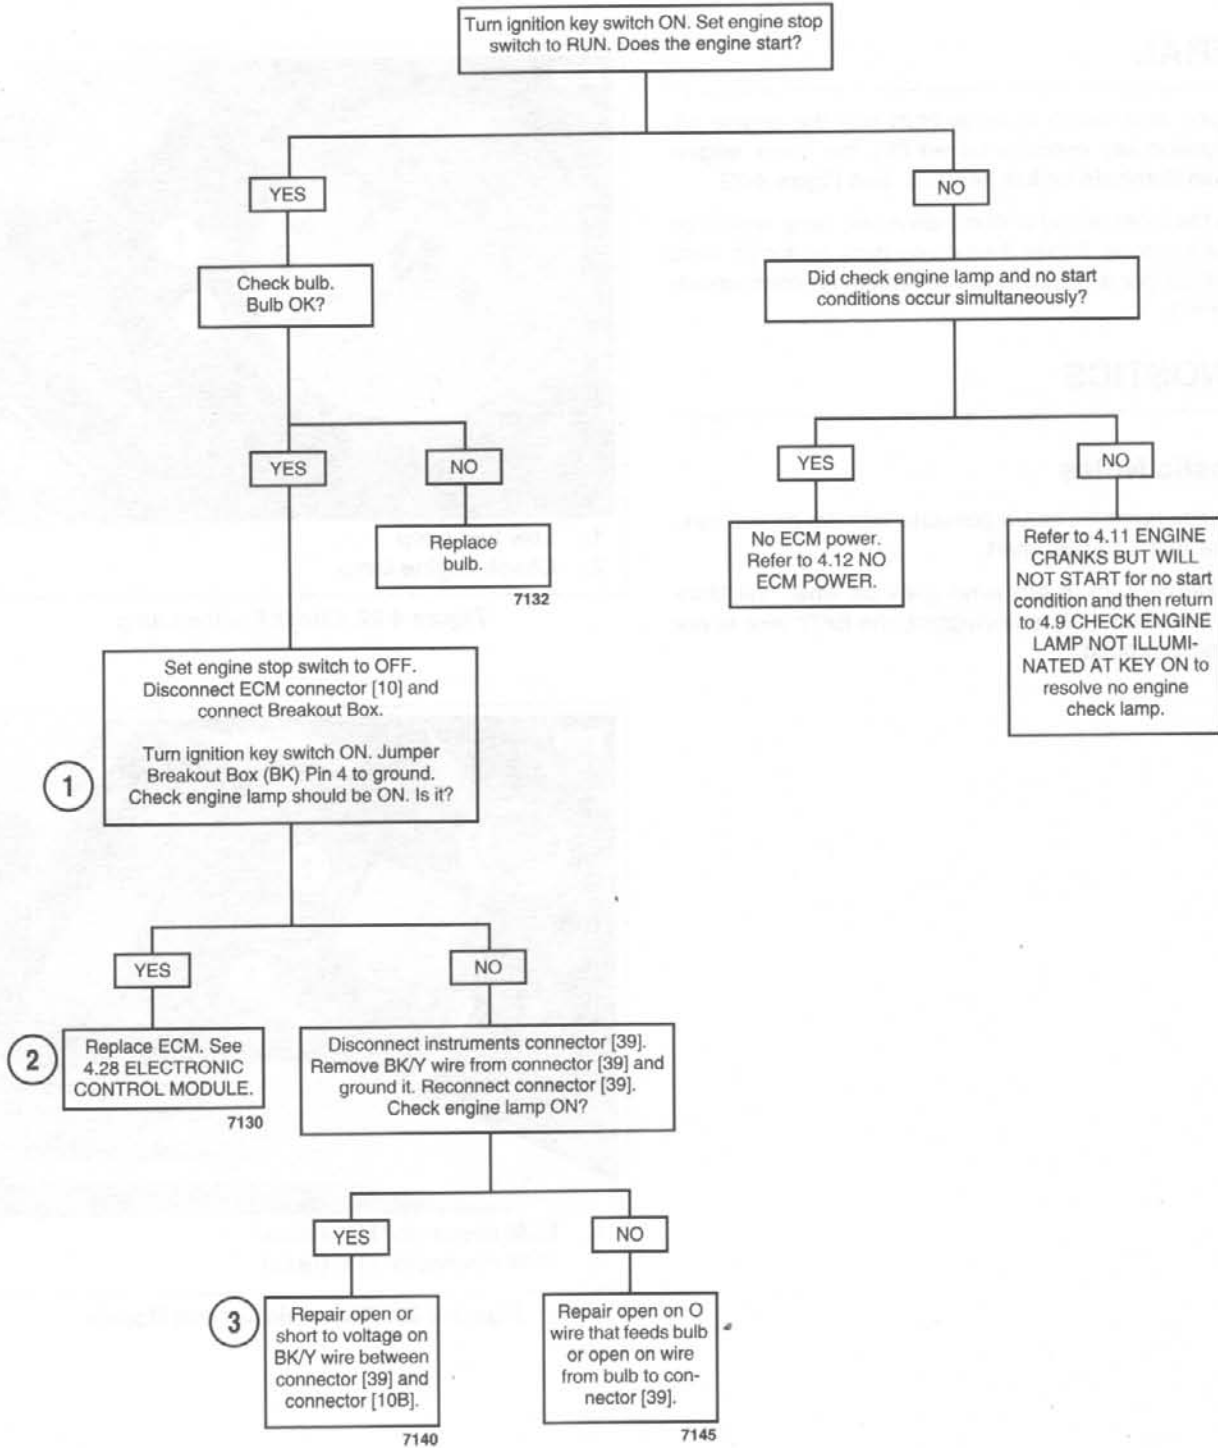 Turn ignition key switch ON. Set engine stop
switch to RUN. Does the engine start?
YES
NO
Check bulb.
Bulb OK?
Did check engine lamp and no start
conditions occur simultaneously?
YES
NO
YES
NO
Replace
bulb.
7132
No ECM power.
Refer to 4.12 NO
ECM POWER.
Refer to 4.11 ENGINE
CRANKS BUT WILL
NOT START for no start
condition and then return
to 4.9 CHECK ENGINE
LAMP NOT ILLUMI-
NATED AT KEY ON to
resolve no engine
check lamp.
1
Set engine stop switch to OFF.
Disconnect ECM connector [10] and
connect Breakout Box.
Turn ignition key switch ON. Jumper
Breakout Box (BK) Pin 4 to ground.
Check engine lamp should be ON. Is it?
YES
NO
2
Replace ECM. See
4.28 ELECTRONIC
CONTROL MODULE.
7130
Disconnect instruments connector [39].
Remove BK/Y wire from connector [39] and
ground it. Reconnect connector [39].
Check engine lamp ON?
YES
NO
3
Repair open or
short to voltage on
BK/Y wire between
connector [39] and
connector [10B].
7140
Repair open on O
wire that feeds bulb
or open on wire
from bulb to con-
nector [39].
7145